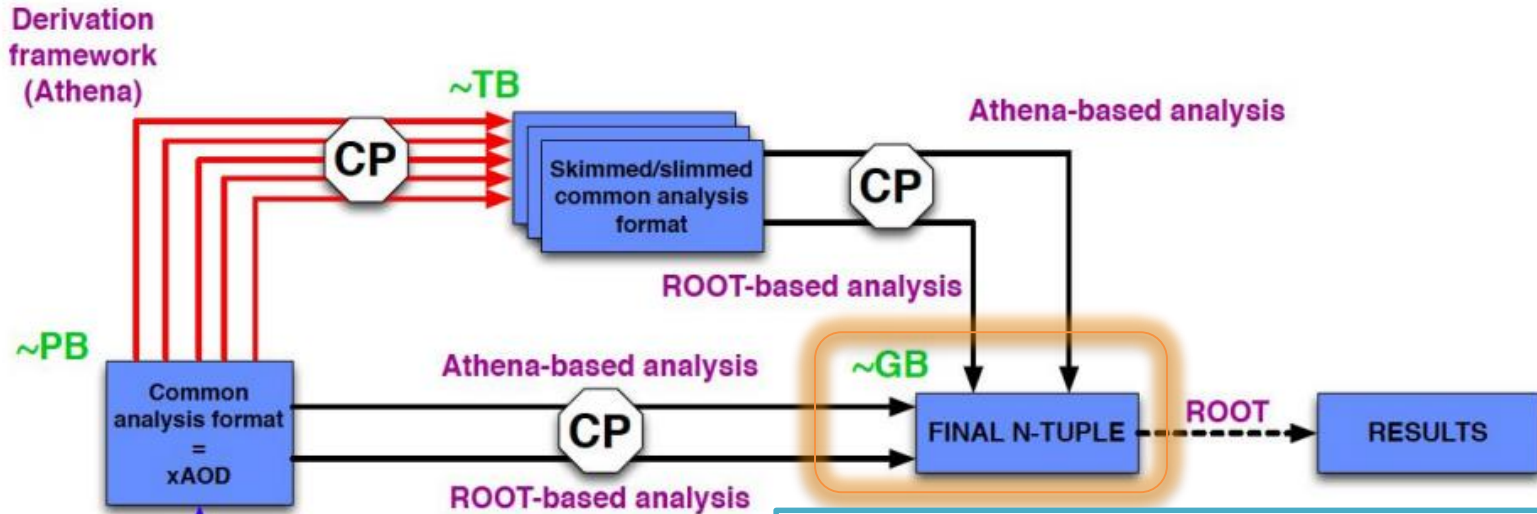 Derivation
framework
(Athena)
~TB
CP
Skimmed/slimmed
common analysis
format
CP
Athena-based analysis
ROOT-based analysis
~PB
Common
analysis format
=
xAOD
Athena-based analysis
CP
ROOT-based analysis
~GB
FINAL N-TUPLE
ROOT
RESULTS